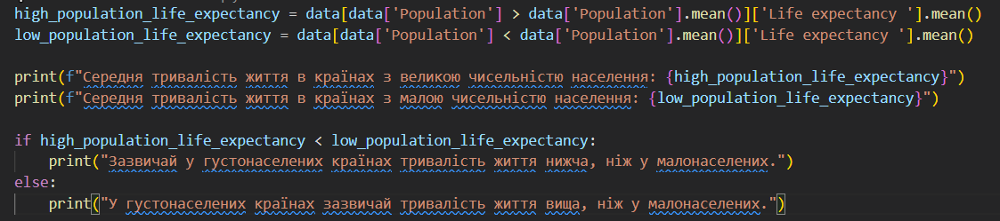 high_population_life_expectancy = data[data['Population'] > data['Population'].mean()]['Life expectancy '].mean()
low_population_life_expectancy = data[data['Population'] < data['Population'].mean()]['Life expectancy '].mean()
print(f"Середня тривалість життя в країнах з великою чисельністю населення: {high_population_life_expectancy}")
print(f"Середня тривалість життя в країнах з малою чисельністю населення: {low_population_life_expectancy}")
if high_population_life_expectancy < low_population_life_expectancy:
    print("Зазвичай у густонаселених країнах тривалість життя нижча, ніж у малонаселених.")
else:
    print("У густонаселених країнах зазвичай тривалість життя вища, ніж у малонаселених.")